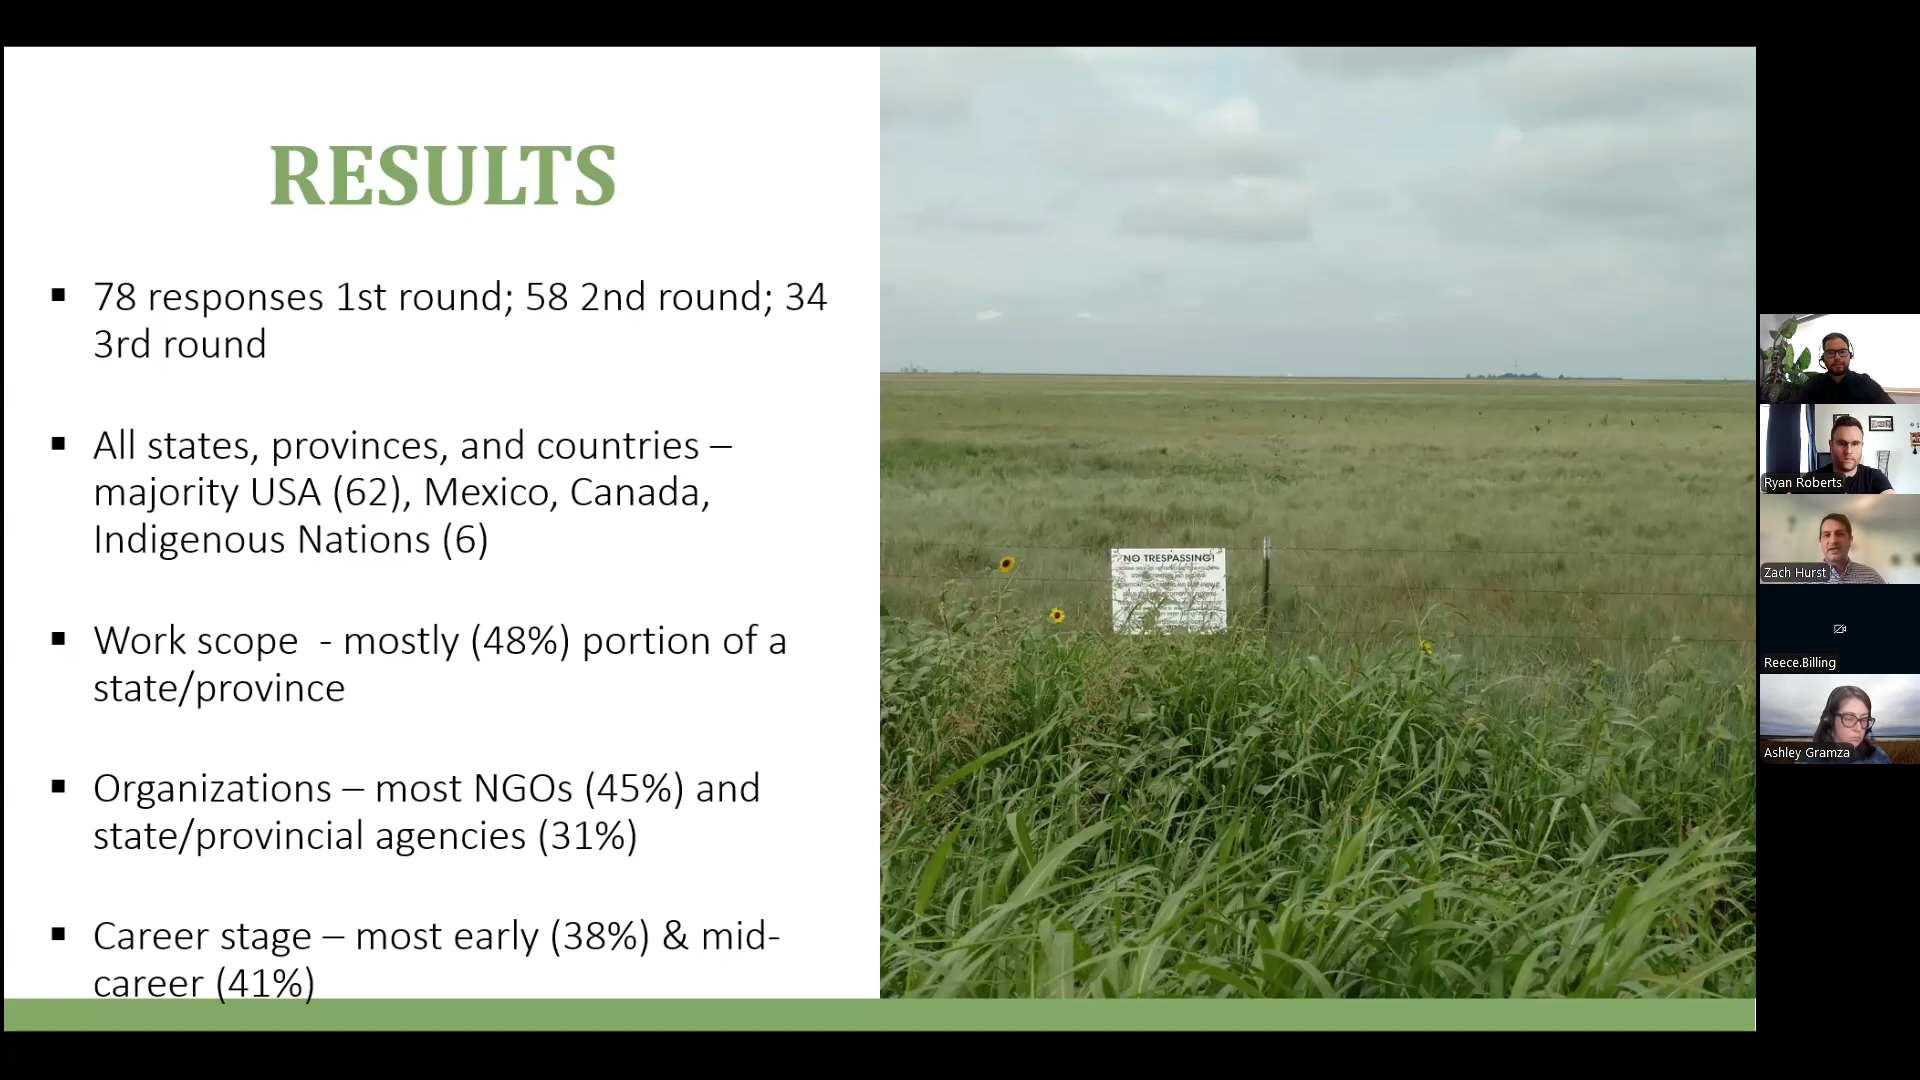 RESULTS
▪ 78 responses 1st round; 58 2nd round; 34
3rd round
▪ All states, provinces, and countries –
majority USA (62), Mexico, Canada,
Indigenous Nations (6)
▪ Work scope  - mostly (48%) portion of a
state/province
▪ Organizations – most NGOs (45%) and
state/provincial agencies (31%)
▪ Career stage – most early (38%) & mid-
career (41%)
NO TRESPASSING!
Ryan Roberts
Zach Hurst
Reece.Billing
Ashley Gramza